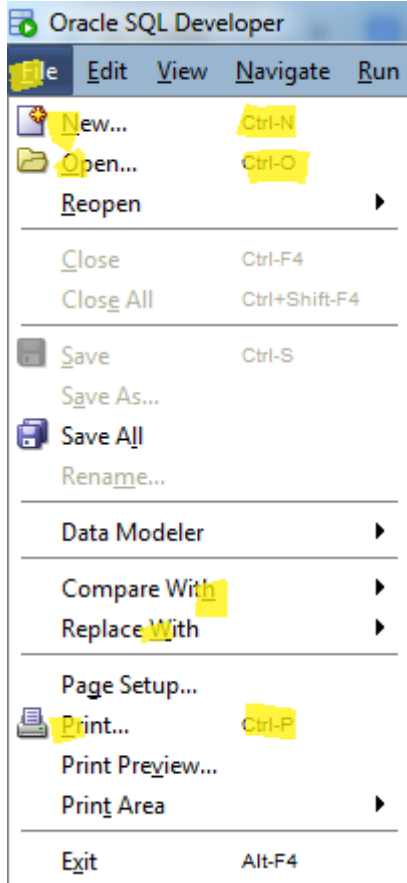 Oracle SQL Developer
File Edit View Navigate Run
New... Ctrl-N
Open... Ctrl-O
Reopen
Close Ctrl-F4
Close All Ctrl+Shift-F4
Save Ctrl-S
Save As...
Save All
Rename...
Data Modeler
Compare With
Replace With
Page Setup...
Print... Ctrl-P
Print Preview...
Print Area
Exit Alt-F4